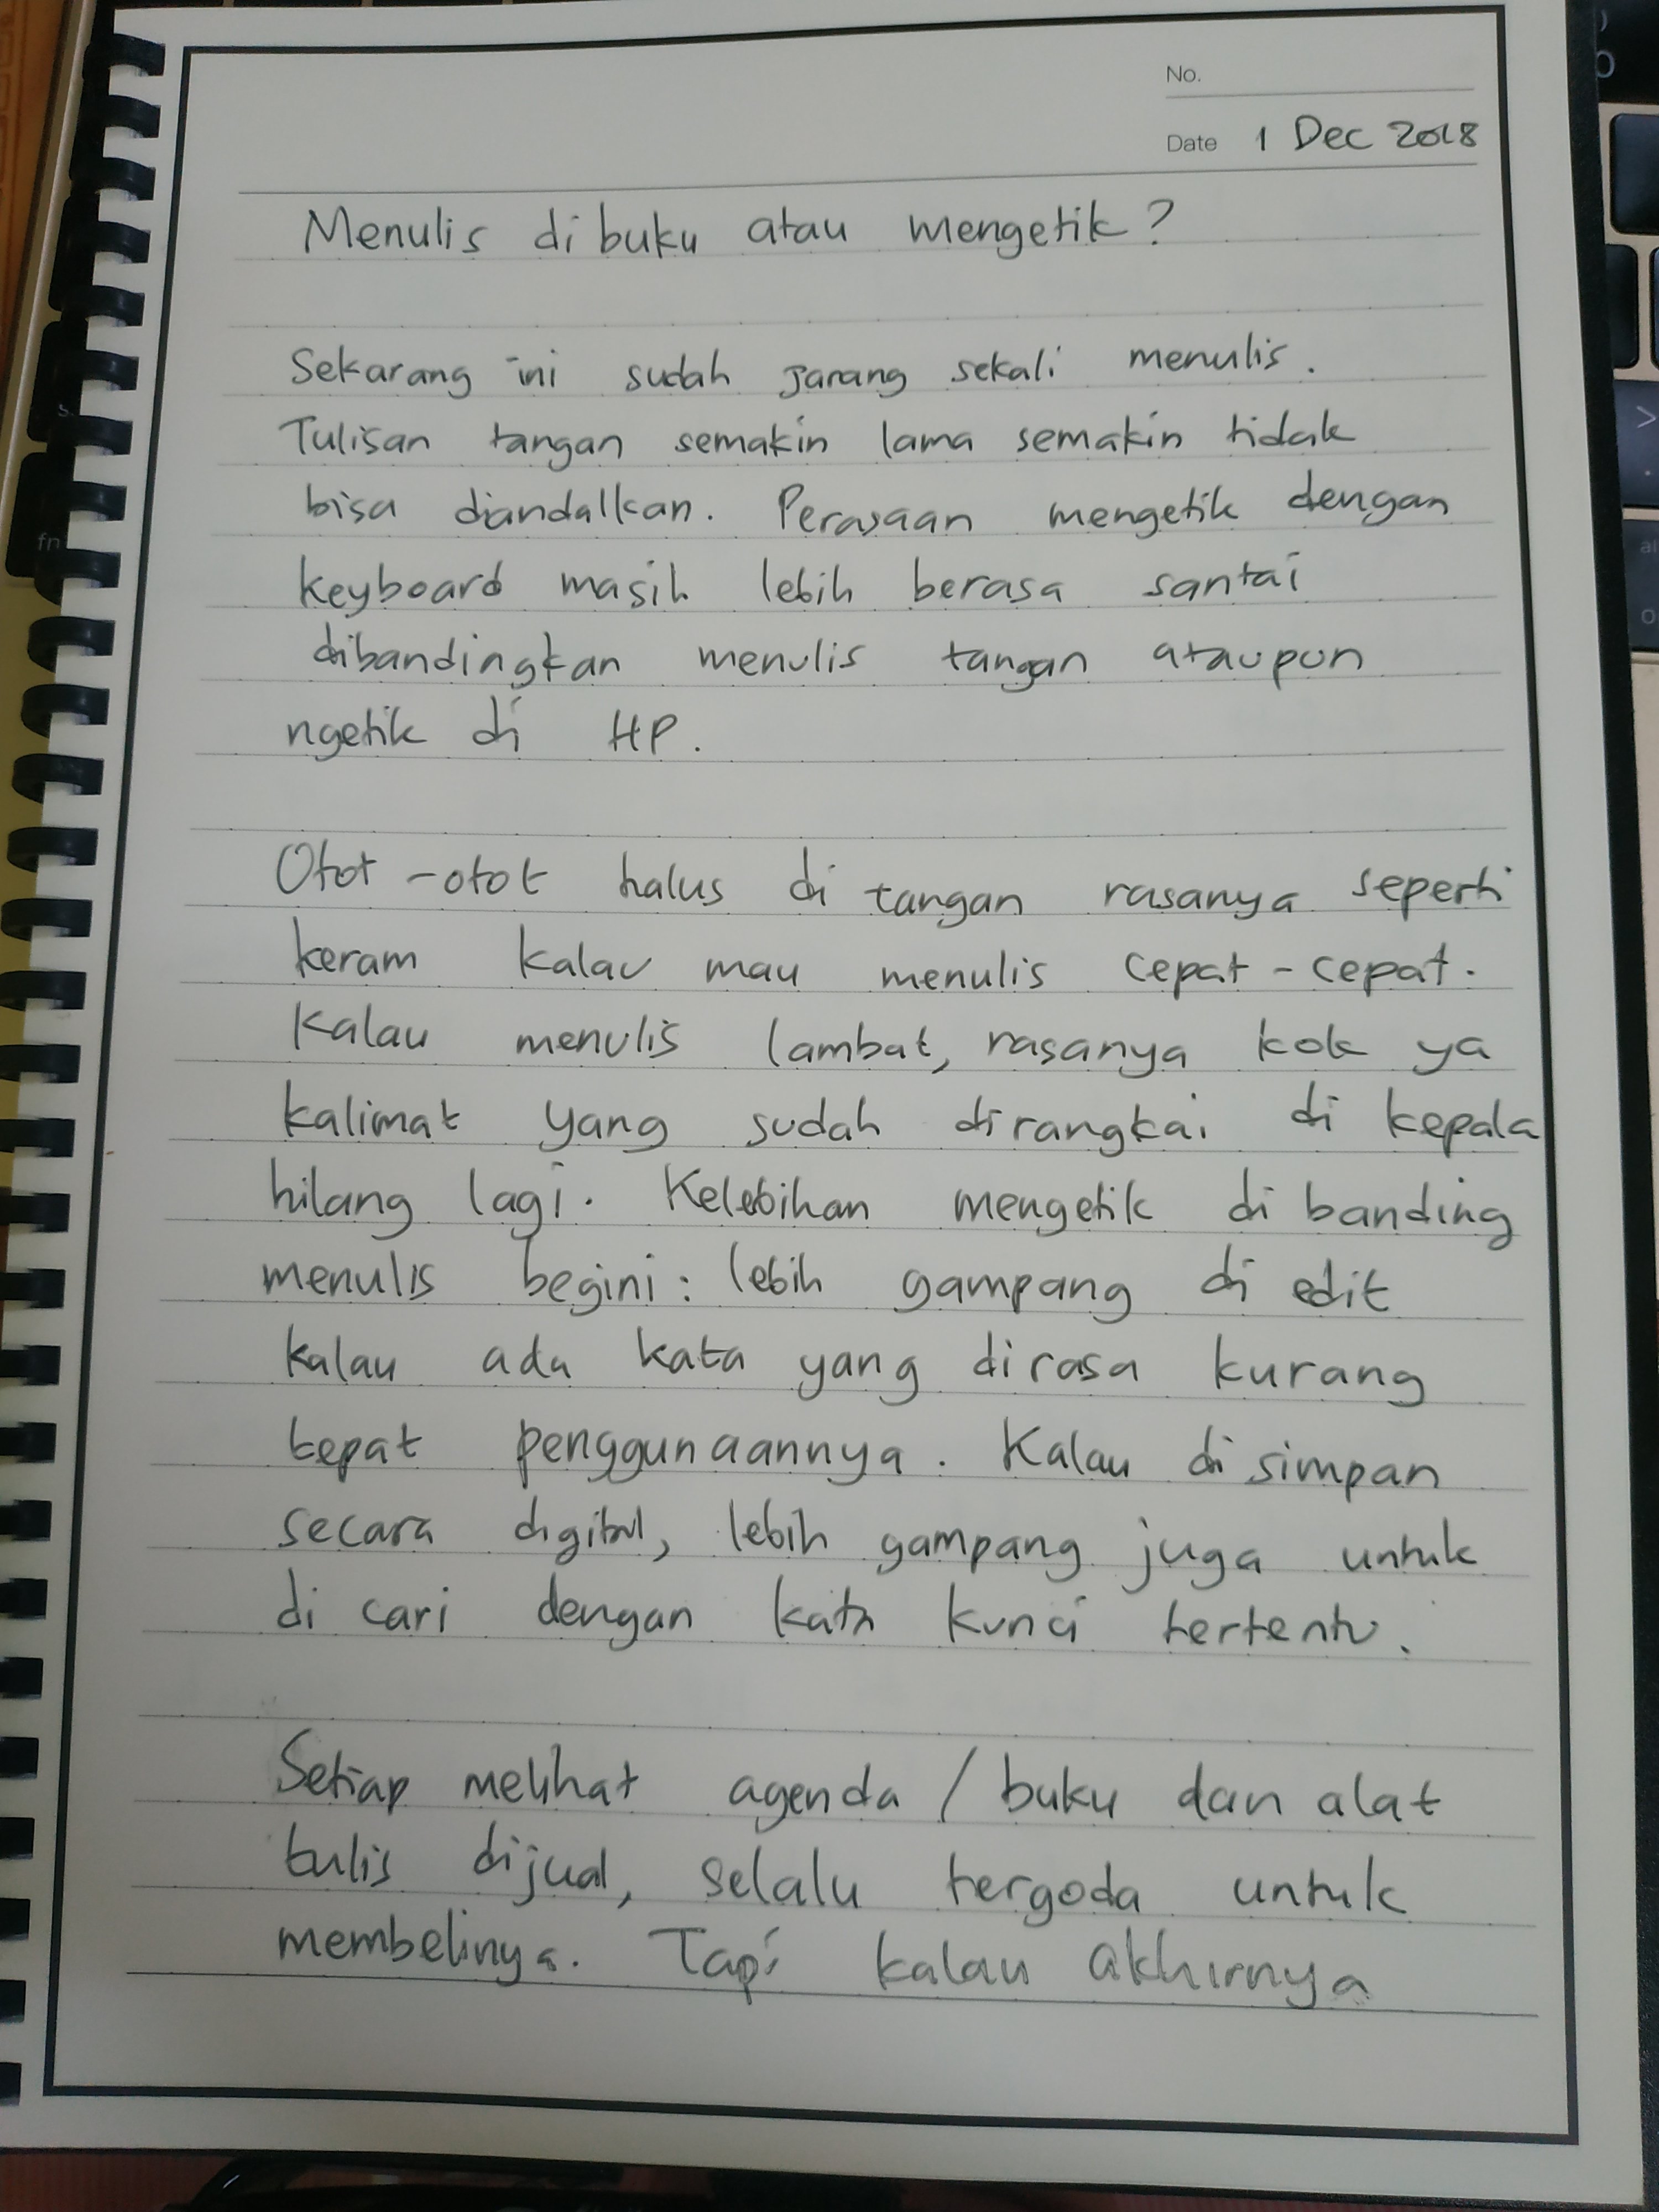 No.
Date 1 Dec 2018
Menulis di buku atau mengetik?
Sekarang ini sudah jarang sekali menulis.
Tulisan tangan semakin lama semakin tidak
bisa diandalkan. Perasaan mengetik dengan
keyboard masih lebih berasa santai
dibandingkan menulis tangan ataupun
ngetik di HP.
Otot-otot halus di tangan rasanya seperti
keram kalau mau menulis cepat-cepat.
Kalau menulis lambat, rasanya kok ya
kalimat yang sudah dirangkai di kepala
hilang lagi. Kelebihan mengetik di banding
menulis begini: lebih gampang di edit
kalau ada kata yang dirasa kurang
tepat penggunaannya. Kalau di simpan
secara digital, lebih gampang juga untuk
di cari dengan kata kunci tertentu.
Setiap melihat agenda / buku dan alat
tulis dijual, selalu tergoda untuk
membelinya. Tapi kalau akhirnya
fn
>